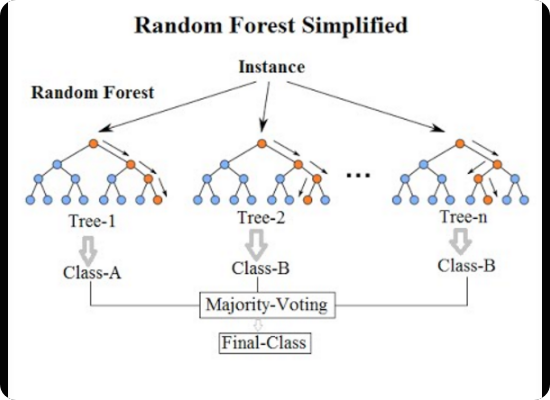 Random Forest Simplified
Instance
Random Forest
...
Tree-1 Tree-2 Tree-n
Class-A Class-B Class-B
Majority-Voting
Final-Class